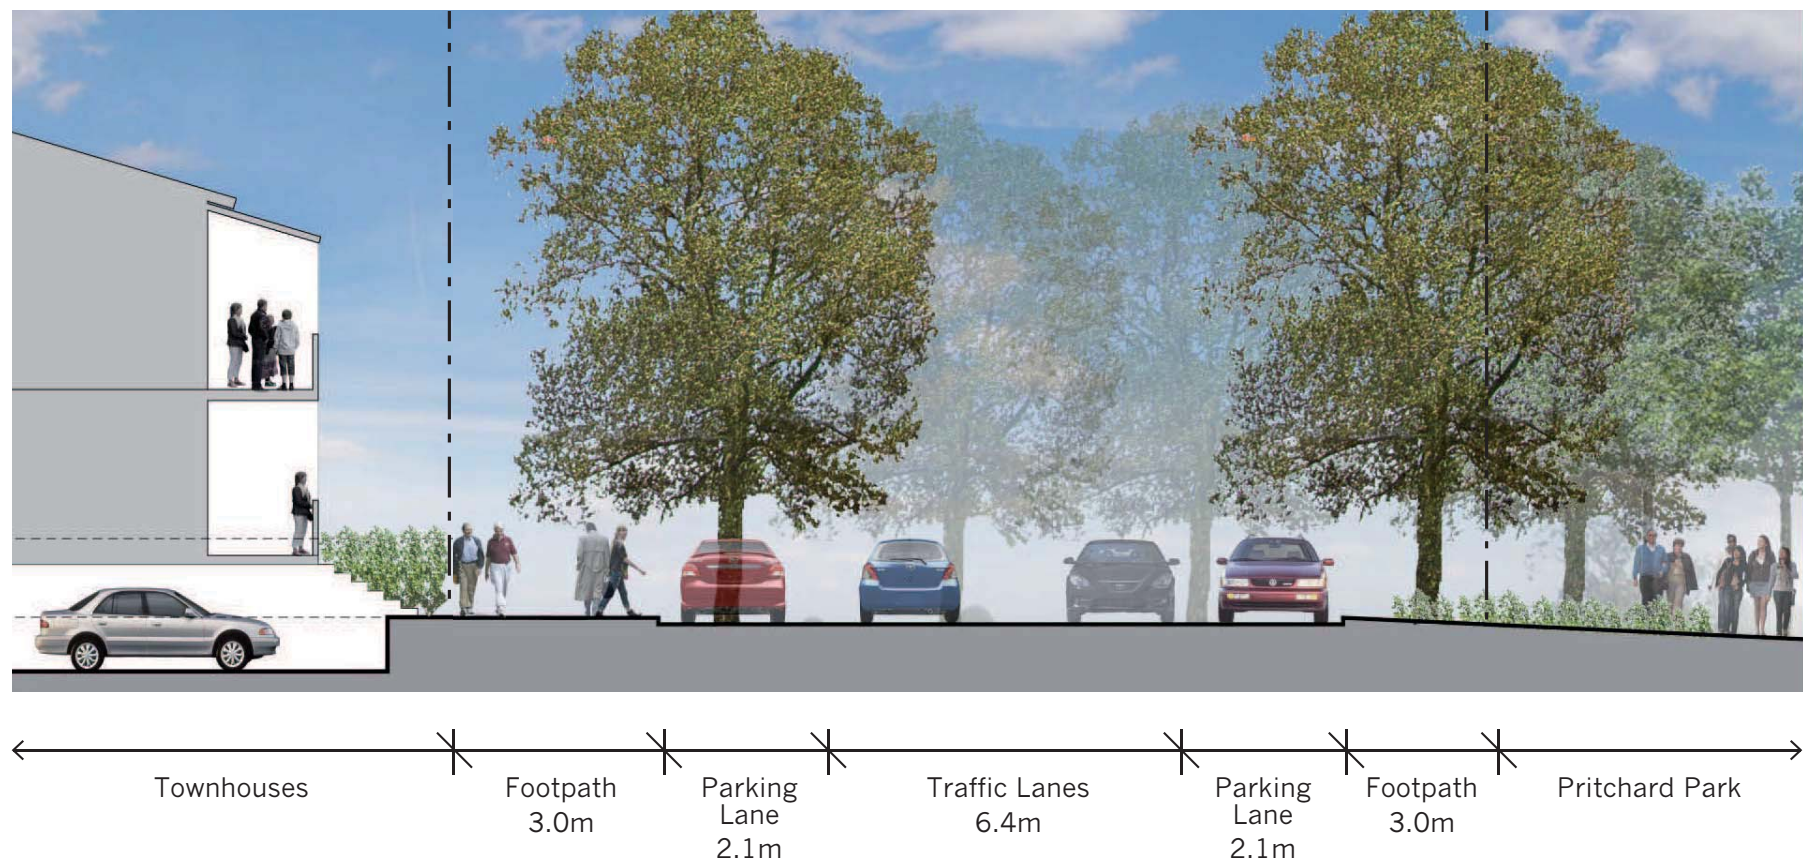 Townhouses
Footpath
3.0m
Parking
Lane
2.1m
Traffic Lanes
6.4m
Parking
Lane
2.1m
Footpath
3.0m
Pritchard Park